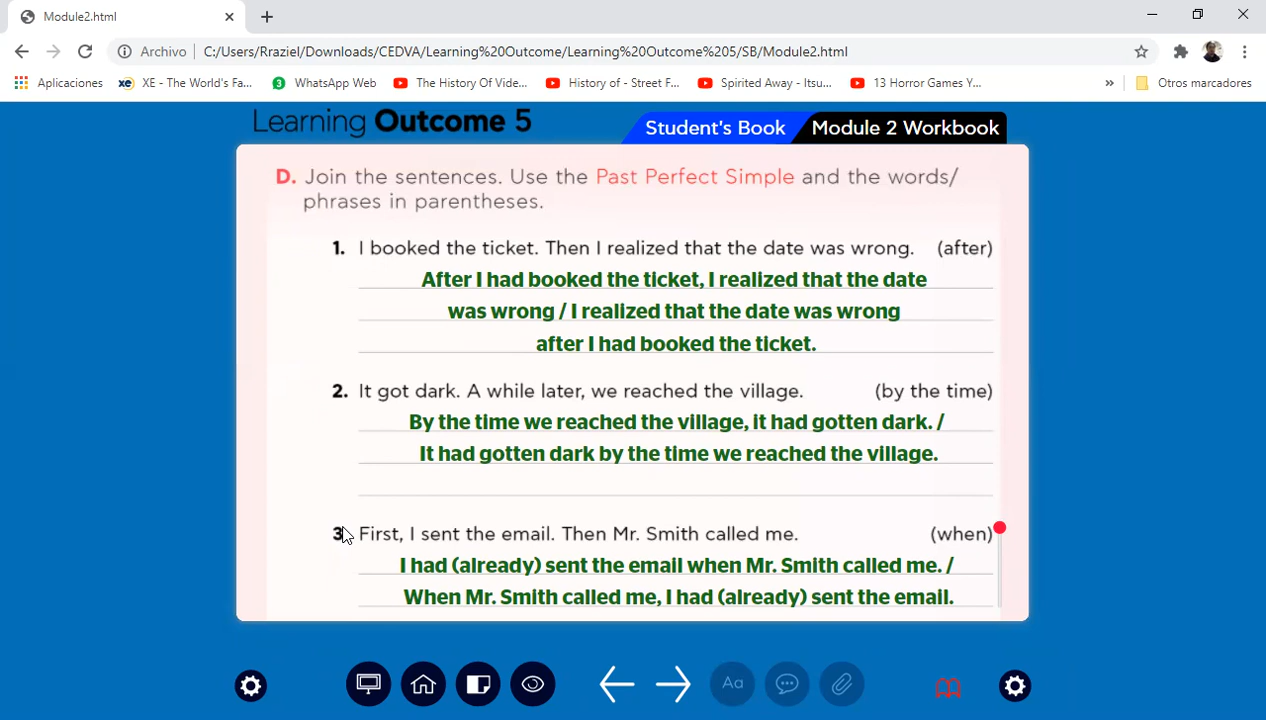 Module2.html
Archivo
C:/Users/Rraziel/Downloads/CEDVA/Learning%20Outcome/Learning%20Outcome%205/SB/Module2.html
Aplicaciones
XE - The World's Fa...
3 WhatsApp Web
The History Of Vide...
History of - Street F...
Spirited Away - Itsu...
13 Horror Games Y...
»
Otros marcadores
Learning Outcome 5
Student's Book
Module 2 Workbook
D. Join the sentences. Use the Past Perfect Simple and the words/
phrases in parentheses.
1. I booked the ticket. Then I realized that the date was wrong. (after)
After I had booked the ticket, I realized that the date
was wrong / I realized that the date was wrong
after I had booked the ticket.
2. It got dark. A while later, we reached the village. (by the time)
By the time we reached the village, it had gotten dark. /
It had gotten dark by the time we reached the village.
3. First, I sent the email. Then Mr. Smith called me. (when)
I had (already) sent the email when Mr. Smith called me. /
When Mr. Smith called me, I had (already) sent the email.
Aa